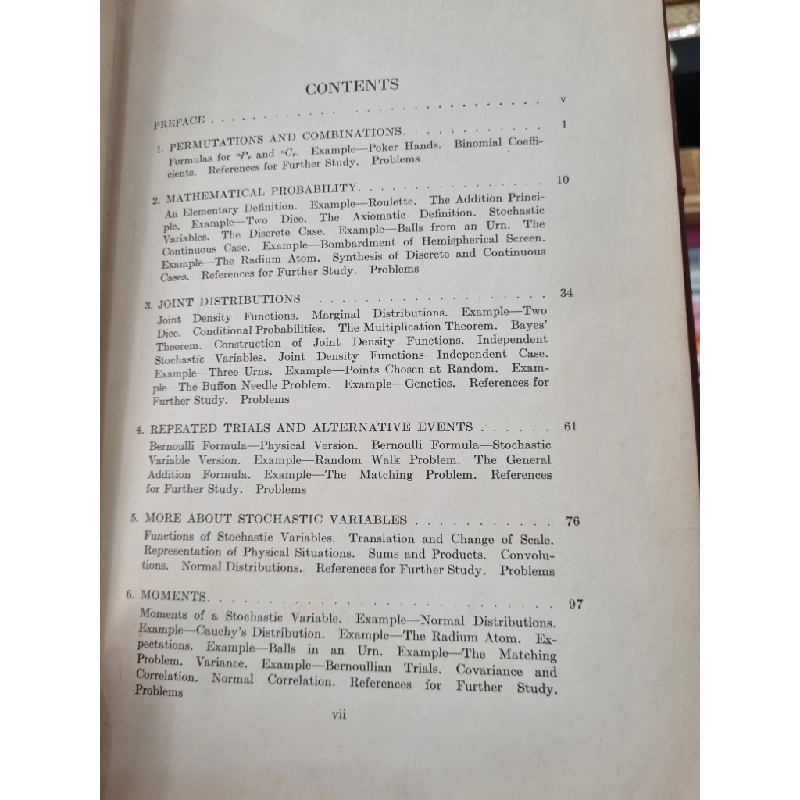 CONTENTS
PREFACE . . . . . . . . . . . . . . . . . . . . . . v
1. PERMUTATIONS AND COMBINATIONS. . . . . . . . . . . 1
Formulas for ⁿPᵣ and ⁿCᵣ. Example—Poker Hands. Binomial Coeffi-
cients. References for Further Study. Problems
2. MATHEMATICAL PROBABILITY. . . . . . . . . . . . . 10
An Elementary Definition. Example—Roulette. The Addition Princi-
ple. Example—Two Dice. The Axiomatic Definition. Stochastic
Variables. The Discrete Case. Example—Balls from an Urn. The
Continuous Case. Example—Bombardment of Hemispherical Screen.
Example—The Radium Atom. Synthesis of Discrete and Continuous
Cases. References for Further Study. Problems
3. JOINT DISTRIBUTIONS . . . . . . . . . . . . . . . 34
Joint Density Functions. Marginal Distributions. Example—Two
Dice. Conditional Probabilities. The Multiplication Theorem. Bayes'
Theorem. Construction of Joint Density Functions. Independent
Stochastic Variables. Joint Density Functions—Independent Case.
Example—Three Urns. Example—Points Chosen at Random. Exam-
ple—The Buffon Needle Problem. Example—Genetics. References for
Further Study. Problems
4. REPEATED TRIALS AND ALTERNATIVE EVENTS . . . . . . 61
Bernoulli Formula—Physical Version. Bernoulli Formula—Stochastic
Variable Version. Example—Random Walk Problem. The General
Addition Formula. Example—The Matching Problem. References
for Further Study. Problems
5. MORE ABOUT STOCHASTIC VARIABLES . . . . . . . . . . . 76
Functions of Stochastic Variables. Translation and Change of Scale.
Representation of Physical Situations. Sums and Products. Convolu-
tions. Normal Distributions. References for Further Study. Problems
6. MOMENTS. . . . . . . . . . . . . . . . . . . . . . 97
Moments of a Stochastic Variable. Example—Normal Distributions.
Example—Cauchy's Distribution. Example—The Radium Atom. Ex-
pectations. Example—Balls in an Urn. Example—The Matching
Problem. Variance. Example—Bernoullian Trials. Covariance and
Correlation. Normal Correlation. References for Further Study.
Problems
vii